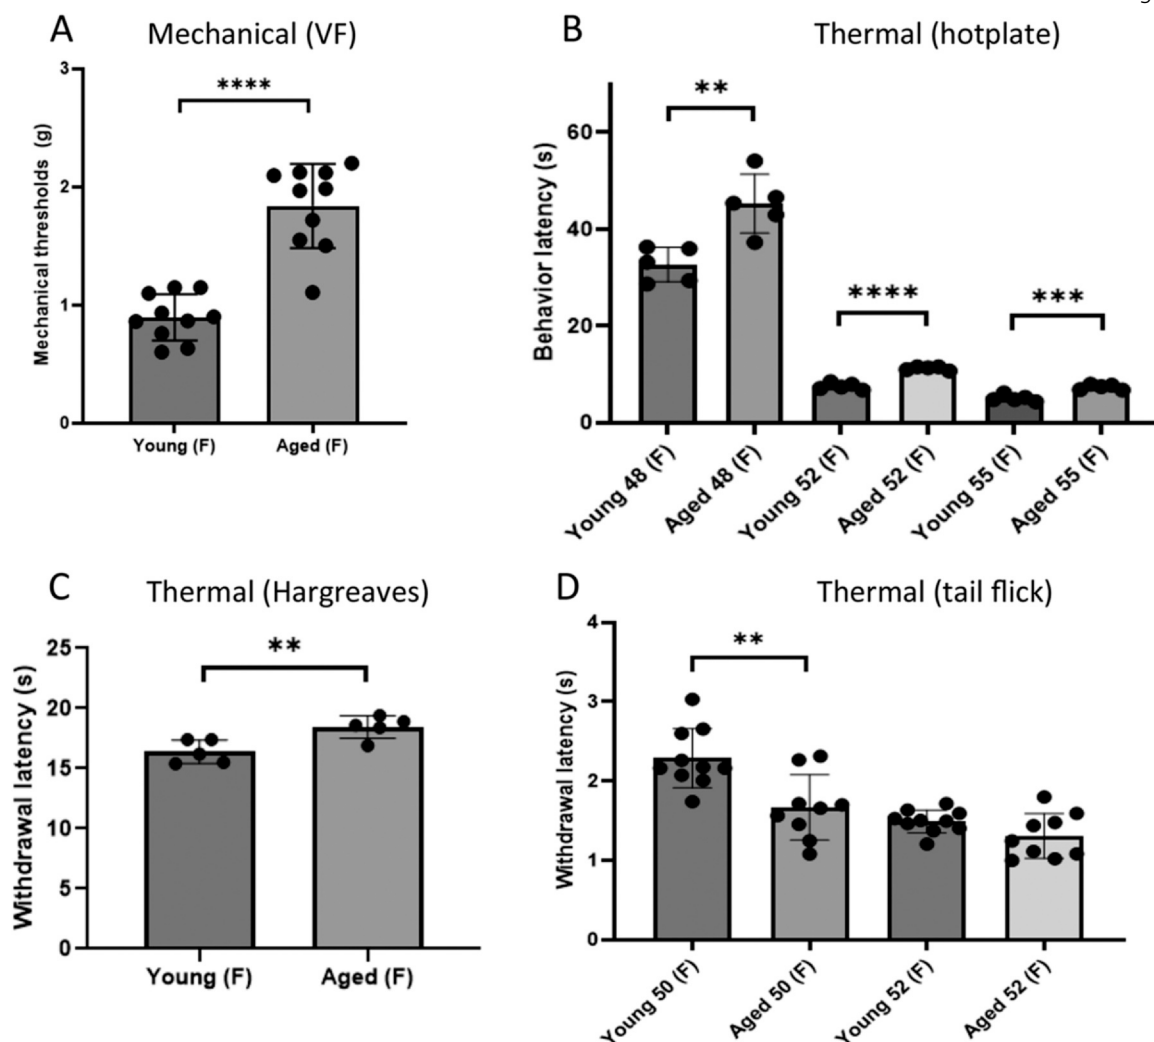 A
Mechanical (VF)
Mechanical thresholds (g)
3
2
1
0
****
Young (F)
Aged (F)
B
Thermal (hotplate)
Behavior latency (s)
60
40
20
0
**
****
***
Young 48 (F)
Aged 48 (F)
Young 52 (F)
Aged 52 (F)
Young 55 (F)
Aged 55 (F)
C
Thermal (Hargreaves)
Withdrawal latency (s)
25
20
15
10
5
0
**
Young (F)
Aged (F)
D
Thermal (tail flick)
Withdrawal latency (s)
4
3
2
1
0
**
Young 50 (F)
Aged 50 (F)
Young 52 (F)
Aged 52 (F)